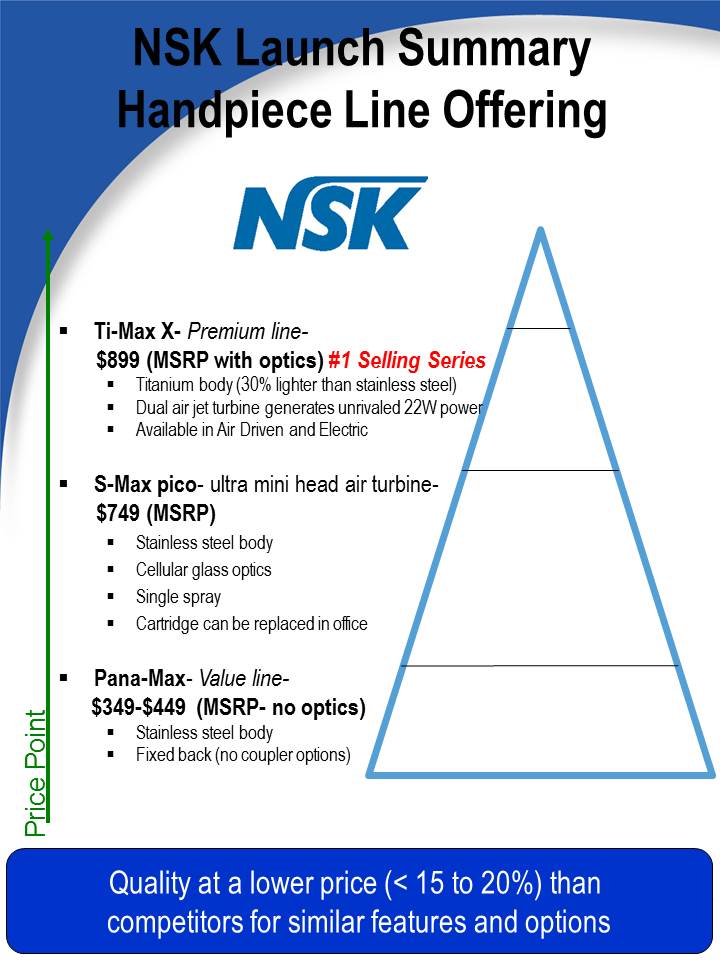 NSK Launch Summary
Handpiece Line Offering
NSK
▪ Ti-Max X- Premium line-
$899 (MSRP with optics) #1 Selling Series
▪ Titanium body (30% lighter than stainless steel)
▪ Dual air jet turbine generates unrivaled 22W power
▪ Available in Air Driven and Electric
▪ S-Max pico- ultra mini head air turbine-
$749 (MSRP)
▪ Stainless steel body
▪ Cellular glass optics
▪ Single spray
▪ Cartridge can be replaced in office
▪ Pana-Max- Value line-
$349-$449 (MSRP- no optics)
▪ Stainless steel body
▪ Fixed back (no coupler options)
Price Point
Quality at a lower price (< 15 to 20%) than
competitors for similar features and options